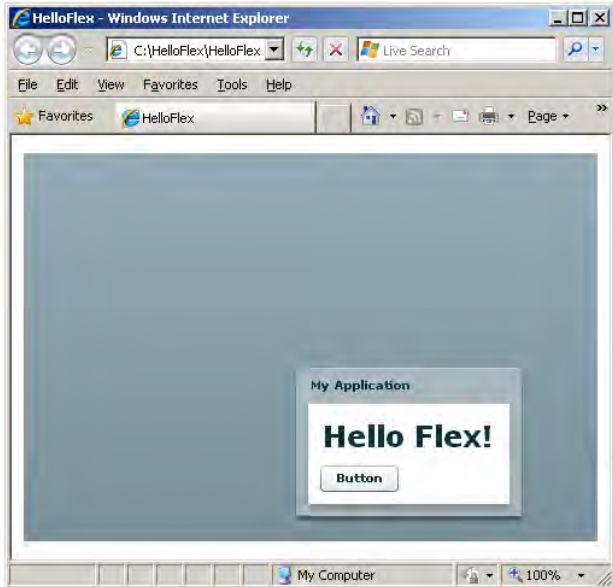 HelloFlex - Windows Internet Explorer
C:\HelloFlex\HelloFlex
Live Search
File Edit View Favorites Tools Help
Favorites HelloFlex Page
My Application
Hello Flex!
Button
My Computer 100%